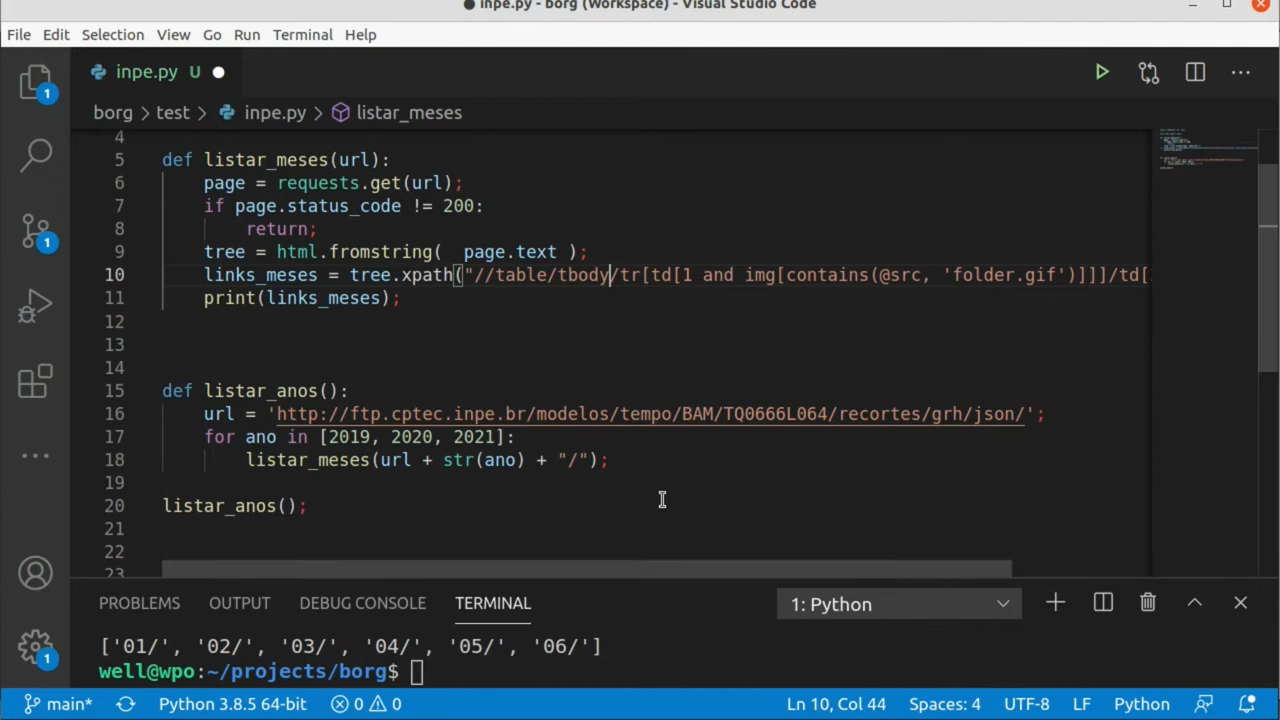 inpe.py - borg (Workspace) - Visual Studio Code
File Edit Selection View Go Run Terminal Help
1
inpe.py U
borg > test > inpe.py > listar_meses
4
5 def listar_meses(url):
6 page = requests.get(url);
7 if page.status_code != 200:
8 return;
9 tree = html.fromstring(  page.text );
10 links_meses = tree.xpath("//table/tbody/tr[td[1 and img[contains(@src, 'folder.gif')]]]/td[
11 print(links_meses);
12
13
14
15 def listar_anos():
16 url = 'http://ftp.cptec.inpe.br/modelos/tempo/BAM/TQ0666L064/recortes/grh/json/';
17 for ano in [2019, 2020, 2021]:
18 listar_meses(url + str(ano) + "/");
19
20 listar_anos();
21
22
23
1
PROBLEMS OUTPUT DEBUG CONSOLE TERMINAL 1: Python
['01/', '02/', '03/', '04/', '05/', '06/']
well@wpo:~/projects/borg$
1
main* Python 3.8.5 64-bit 0 0 Ln 10, Col 44 Spaces: 4 UTF-8 LF Python